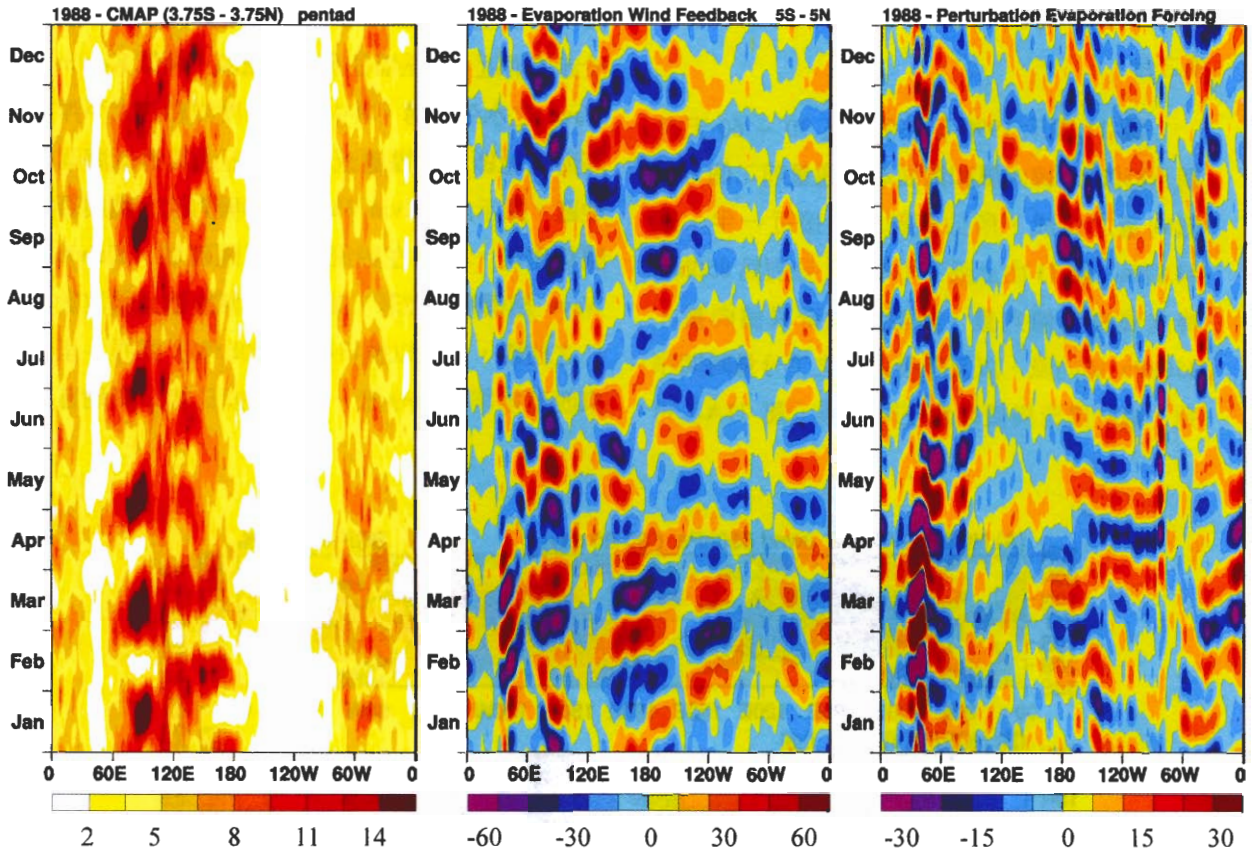 1988 - CMAP (3.75S - 3.75N) pentad
Dec
Nov
Oct
Sep
Aug
Jul
Jun
May
Apr
Mar
Feb
Jan
0 60E 120E 180 120W 60W 0
2 5 8 11 14
1988 - Evaporation Wind Feedback 5S - 5N
Dec
Nov
Oct
Sep
Aug
Jul
Jun
May
Apr
Mar
Feb
Jan
0 60E 120E 180 120W 60W 0
-60 -30 0 30 60
1988 - Perturbation Evaporation Forcing
Dec
Nov
Oct
Sep
Aug
Jul
Jun
May
Apr
Mar
Feb
Jan
0 60E 120E 180 120W 60W 0
-30 -15 0 15 30